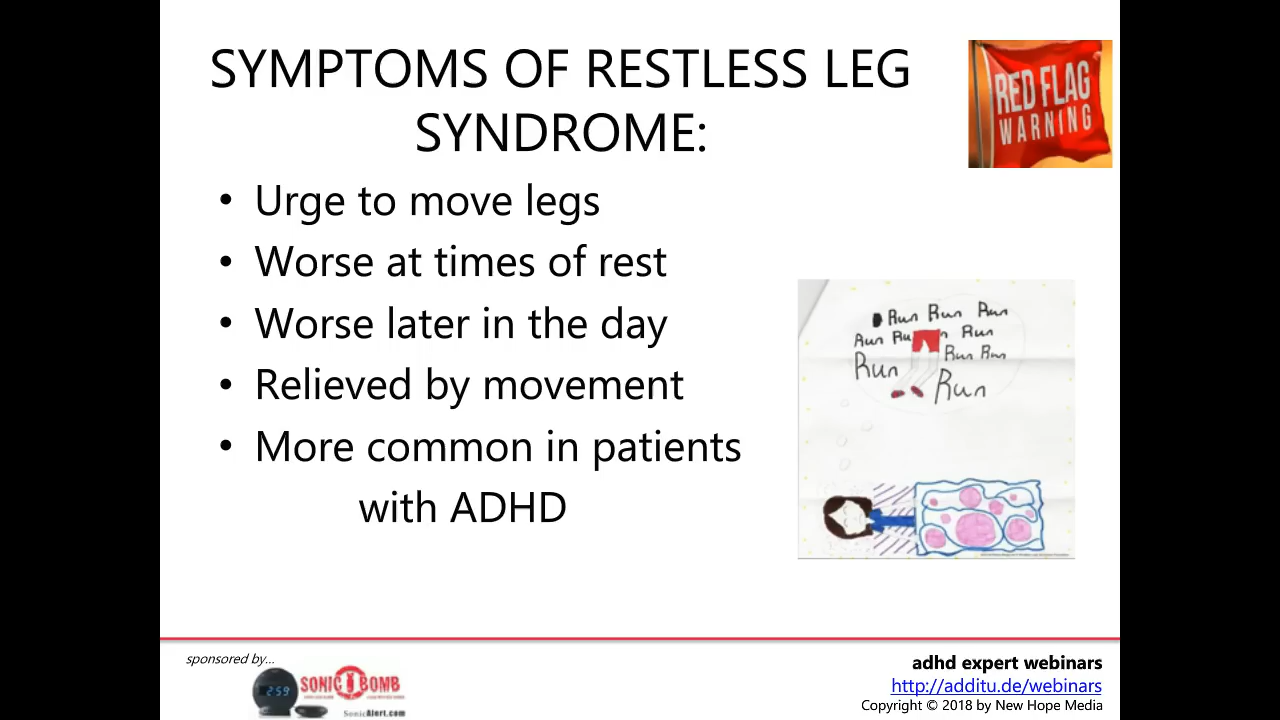 SYMPTOMS OF RESTLESS LEG
SYNDROME:
RED FLAG
WARNING
• Urge to move legs
• Worse at times of rest
• Worse later in the day
• Relieved by movement
• More common in patients
with ADHD
Run Run Run
Run Ru n Run
Run Run Run
Run
sponsored by...
2:59
SONIC BOMB
SonicAlert.com
adhd expert webinars
http://additu.de/webinars
Copyright © 2018 by New Hope Media